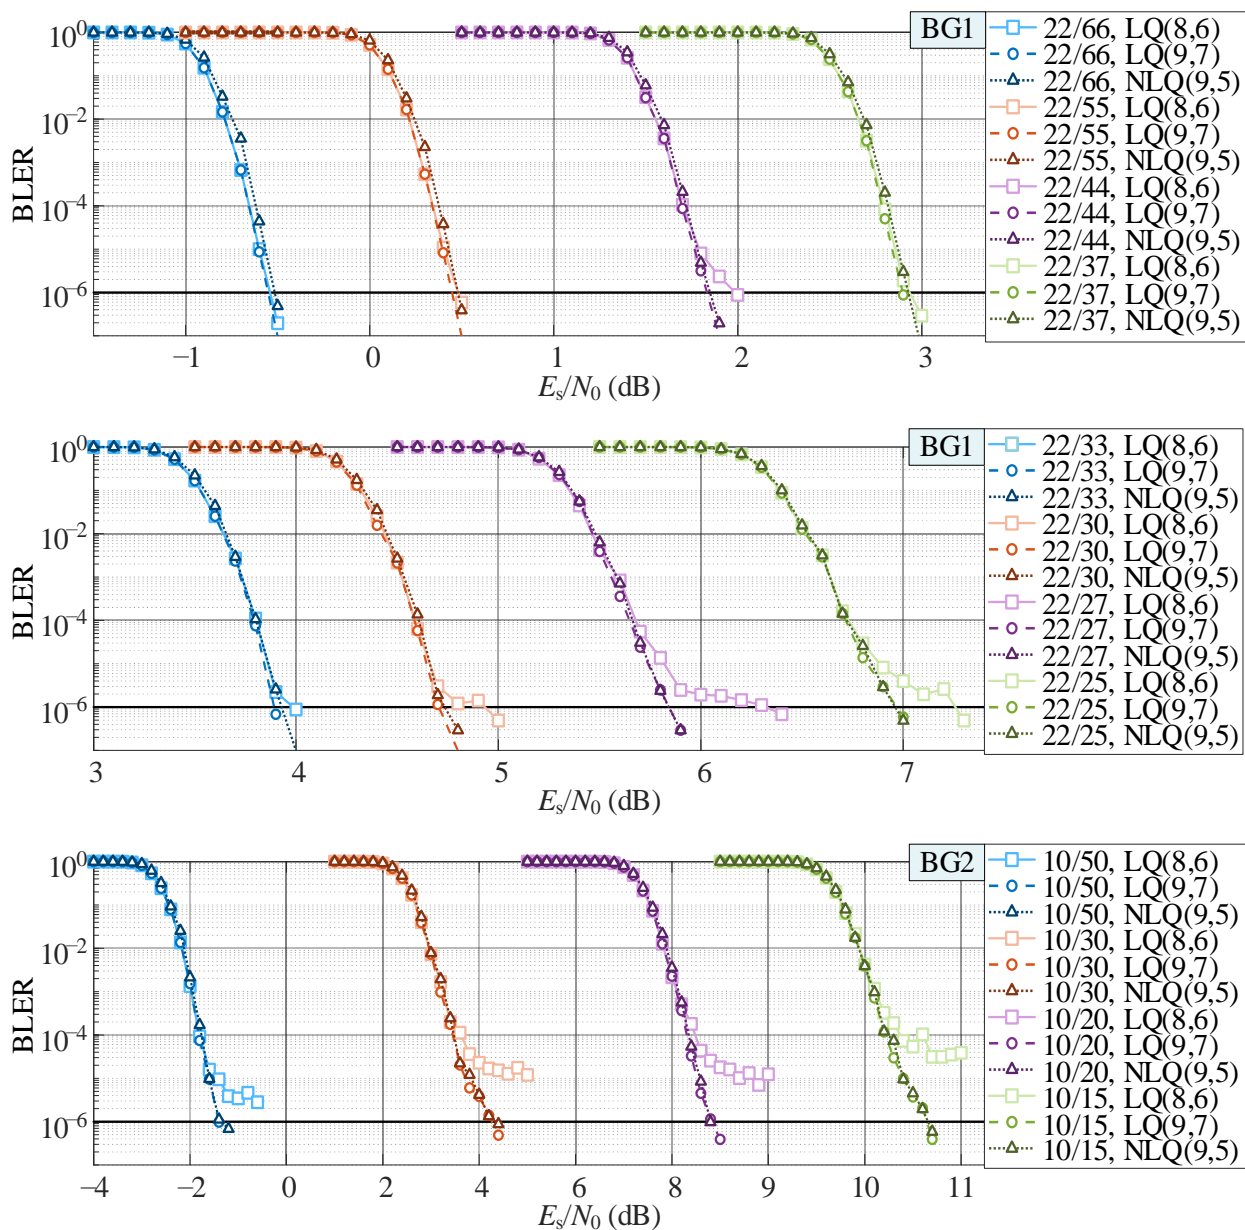 BG1
10^0
10^-2
10^-4
10^-6
BLER
−1
0
1
2
3
E_s/N_0 (dB)
22/66, LQ(8,6)
22/66, LQ(9,7)
22/66, NLQ(9,5)
22/55, LQ(8,6)
22/55, LQ(9,7)
22/55, NLQ(9,5)
22/44, LQ(8,6)
22/44, LQ(9,7)
22/44, NLQ(9,5)
22/37, LQ(8,6)
22/37, LQ(9,7)
22/37, NLQ(9,5)
BG1
10^0
10^-2
10^-4
10^-6
BLER
3
4
5
6
7
E_s/N_0 (dB)
22/33, LQ(8,6)
22/33, LQ(9,7)
22/33, NLQ(9,5)
22/30, LQ(8,6)
22/30, LQ(9,7)
22/30, NLQ(9,5)
22/27, LQ(8,6)
22/27, LQ(9,7)
22/27, NLQ(9,5)
22/25, LQ(8,6)
22/25, LQ(9,7)
22/25, NLQ(9,5)
BG2
10^0
10^-2
10^-4
10^-6
BLER
−4
−2
0
2
4
6
8
9
10
11
E_s/N_0 (dB)
10/50, LQ(8,6)
10/50, LQ(9,7)
10/50, NLQ(9,5)
10/30, LQ(8,6)
10/30, LQ(9,7)
10/30, NLQ(9,5)
10/20, LQ(8,6)
10/20, LQ(9,7)
10/20, NLQ(9,5)
10/15, LQ(8,6)
10/15, LQ(9,7)
10/15, NLQ(9,5)